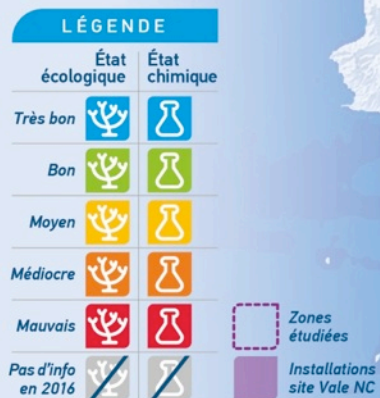 LÉGENDE
État écologique
État chimique
Très bon
Bon
Moyen
Médiocre
Mauvais
Pas d'info
en 2016
Zones
étudiées
Installations
site Vale NC